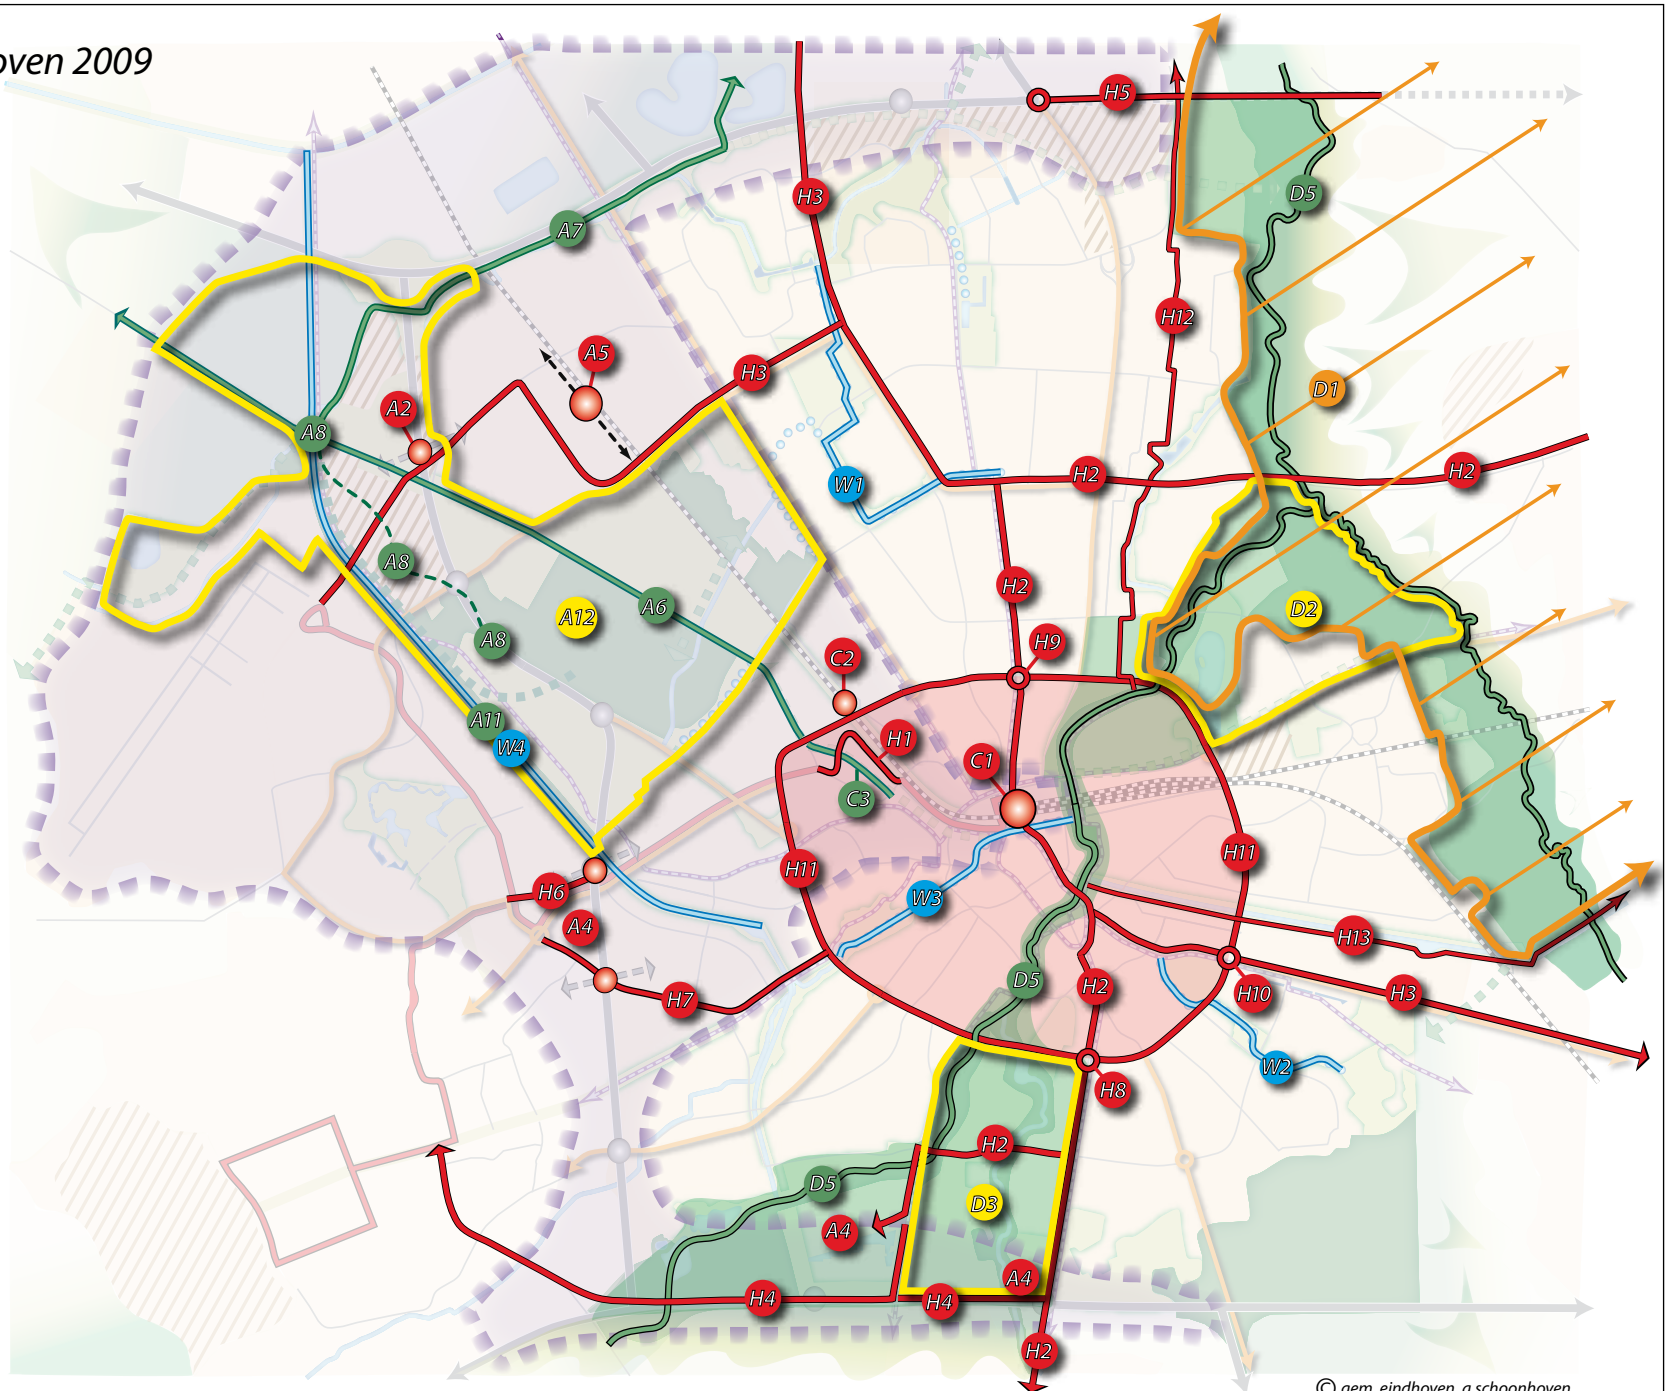 oven 2009
H5
H3
D5
A7
H12
A5
H3
D1
A2
A8
H2
H2
W1
A8
H2
A6
A12
D2
A8
H9
C2
A11
H1
W4
C1
C3
H11
H11
H6
W3
A4
H13
D5
H2
H10
H3
H7
W2
H8
H2
D5
D3
A4
A4
H4
H4
H2
© gem. eindhoven, a.schoonhoven